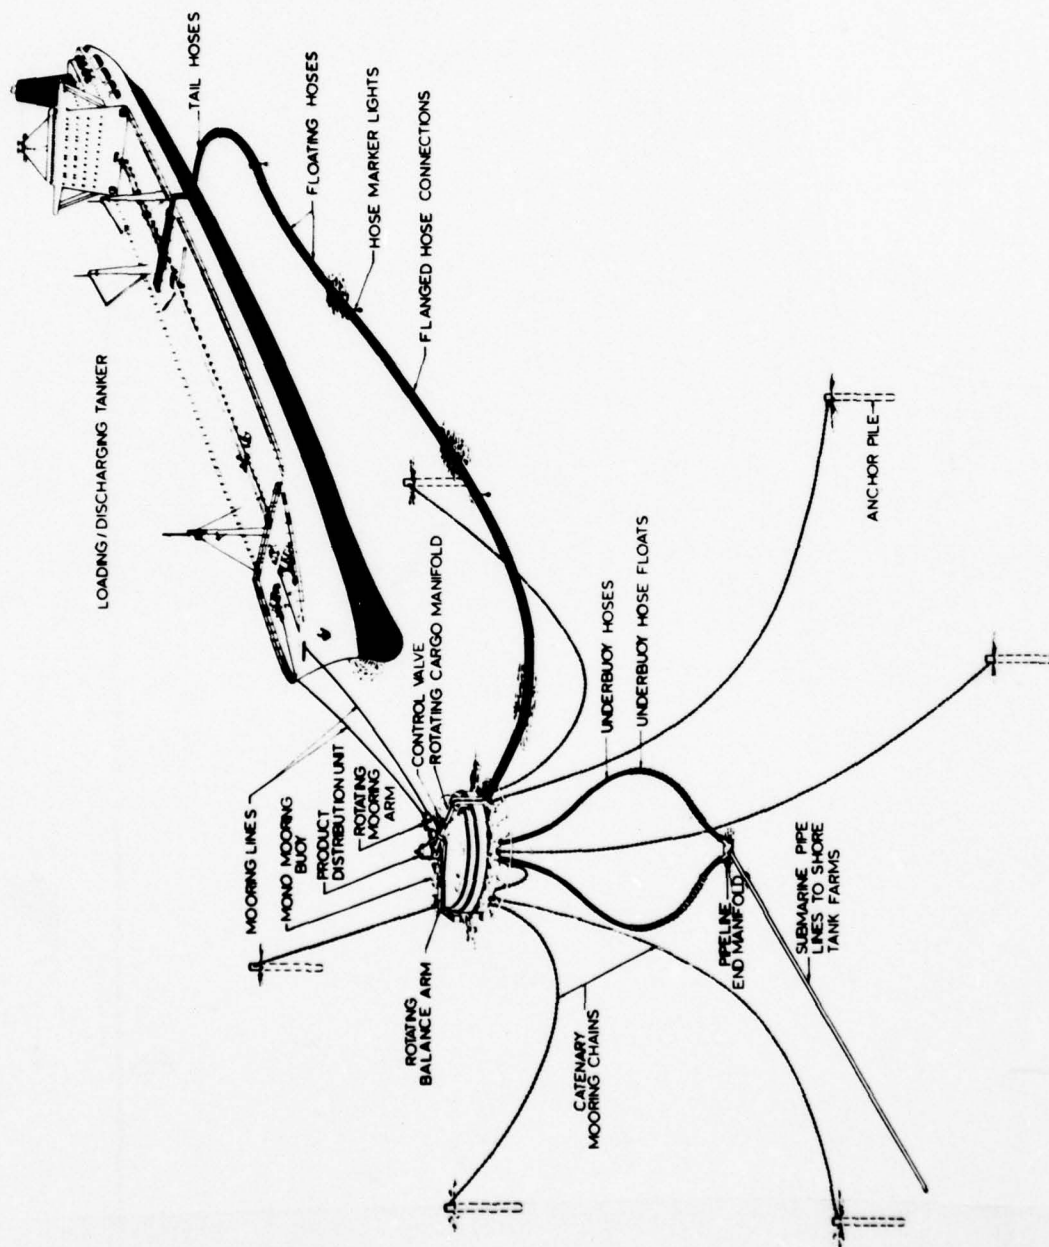 LOADING / DISCHARGING TANKER
TAIL HOSES
FLOATING HOSES
HOSE MARKER LIGHTS
FLANGED HOSE CONNECTIONS
MOORING LINES
MONO MOORING
BUOY
PRODUCT
DISTRIBUTION UNIT
ROTATING
MOORING
ARM
CONTROL VALVE
ROTATING CARGO MANIFOLD
ROTATING
BALANCE ARM
UNDERBUOY HOSES
UNDERBUOY HOSE FLOATS
ANCHOR PILE
CATENARY
MOORING CHAINS
PIPELINE
END MANIFOLD
SUBMARINE PIPE
LINES TO SHORE
TANK FARMS